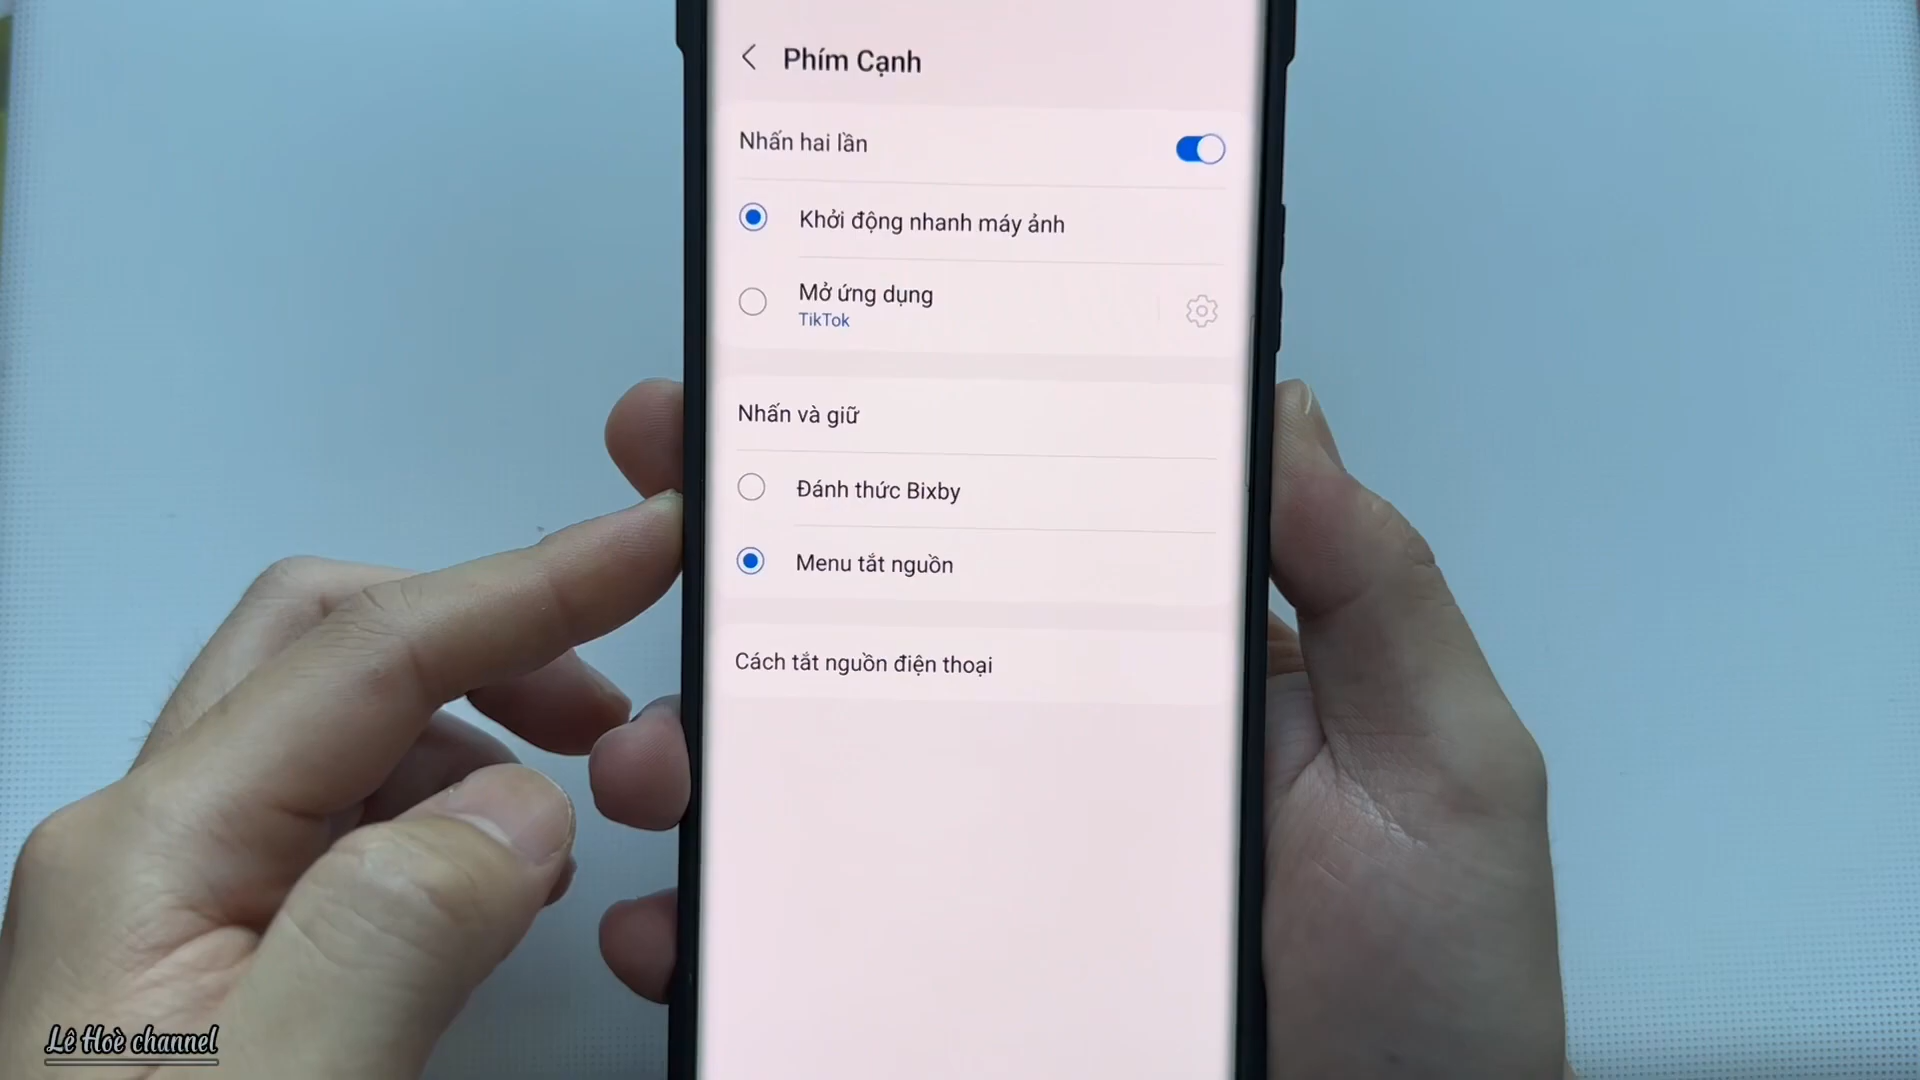 Phím Cạnh
Nhấn hai lần
Khởi động nhanh máy ảnh
Mở ứng dụng
TikTok
Nhấn và giữ
Đánh thức Bixby
Menu tắt nguồn
Cách tắt nguồn điện thoại
Lê Hoè channel